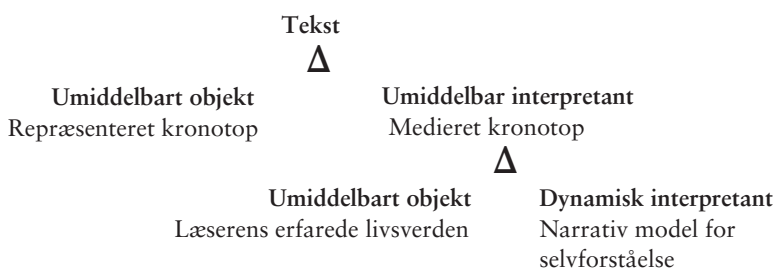 Tekst
Δ
Umiddelbart objekt Umiddelbar interpretant
Repræsenteret kronotop Medieret kronotop
Δ
Umiddelbart objekt Dynamisk interpretant
Læserens erfarede livsverden Narrativ model for
selvforståelse